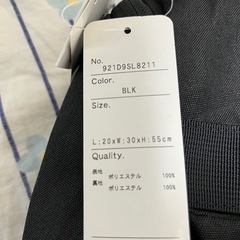 No.
921D9SL8211
Color.
BLK
Size.
L:20xW:30xH:55cm
Quality.
表地 ポリエステル 100%
裏地 ポリエステル 100%